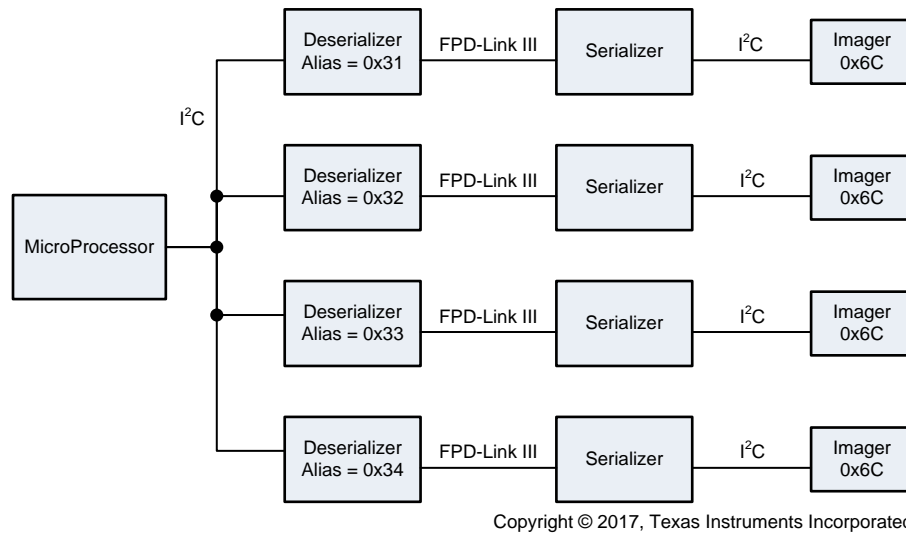 Deserializer
Alias = 0x31
FPD-Link III
Serializer
I²C
Imager
0x6C
I²C
Deserializer
Alias = 0x32
FPD-Link III
Serializer
I²C
Imager
0x6C
MicroProcessor
Deserializer
Alias = 0x33
FPD-Link III
Serializer
I²C
Imager
0x6C
Deserializer
Alias = 0x34
FPD-Link III
Serializer
I²C
Imager
0x6C
Copyright © 2017, Texas Instruments Incorporated